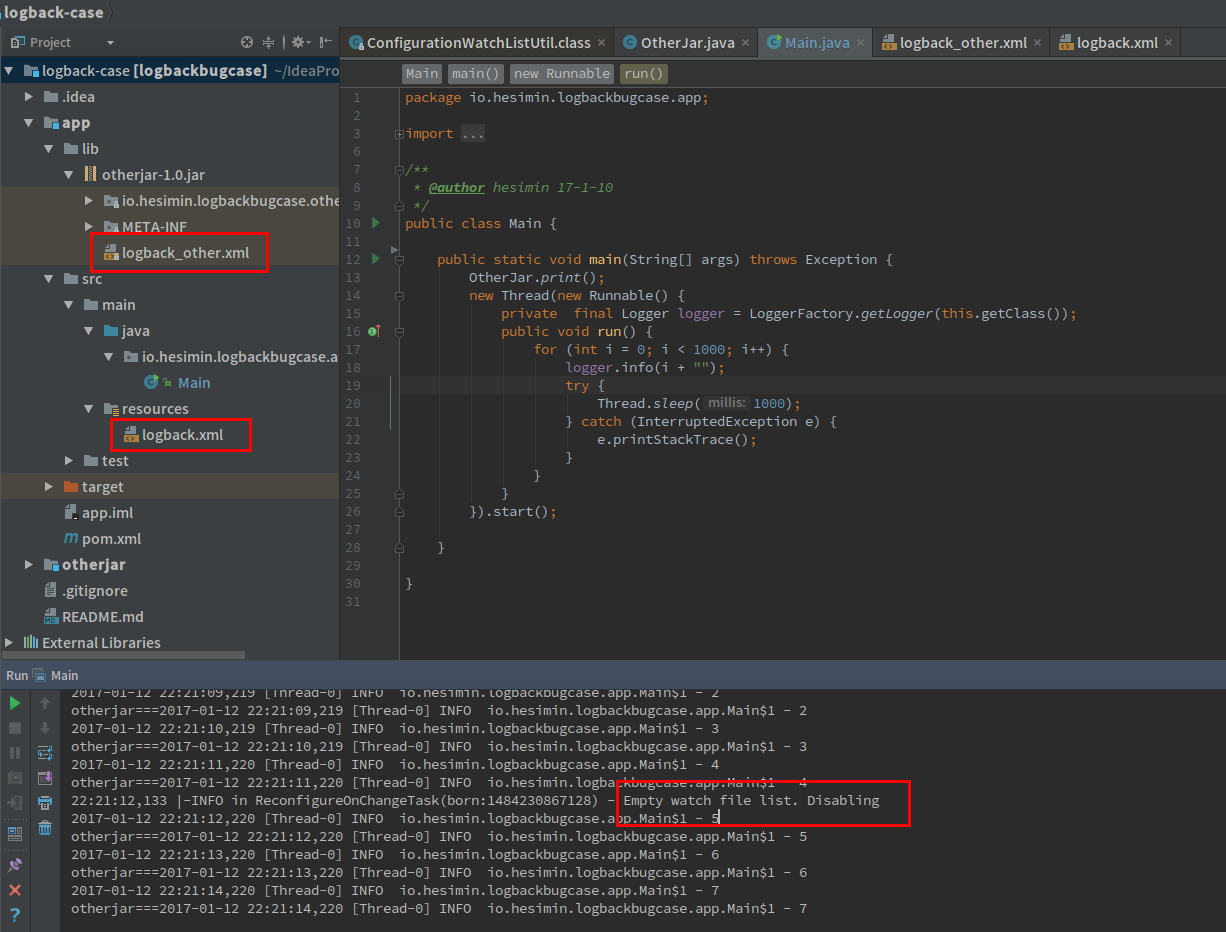 logback-case
Project
ConfigurationWatchListUtil.class
OtherJar.java
Main.java
logback_other.xml
logback.xml
logback-case [logbackbugcase] ~/IdeaPro
.idea
app
lib
otherjar-1.0.jar
io.hesimin.logbackbugcase.othe
META-INF
logback_other.xml
src
main
java
io.hesimin.logbackbugcase.a
Main
resources
logback.xml
test
target
app.iml
pom.xml
otherjar
.gitignore
README.md
External Libraries
Main main() new Runnable run()
1 package io.hesimin.logbackbugcase.app;
2
3 import ...
6
7 /**
8 * @author hesimin 17-1-10
9 */
10 public class Main {
11
12 public static void main(String[] args) throws Exception {
13 OtherJar.print();
14 new Thread(new Runnable() {
15 private  final Logger logger = LoggerFactory.getLogger(this.getClass());
16 public void run() {
17 for (int i = 0; i < 1000; i++) {
18 logger.info(i + "");
19 try {
20 Thread.sleep( millis: 1000);
21 } catch (InterruptedException e) {
22 e.printStackTrace();
23 }
24 }
25 }
26 }).start();
27
28 }
29
30 }
31
Run Main
2017-01-12 22:21:09,219 [Thread-0] INFO  io.hesimin.logbackbugcase.app.Main$1 - 2
otherjar===2017-01-12 22:21:09,219 [Thread-0] INFO  io.hesimin.logbackbugcase.app.Main$1 - 2
2017-01-12 22:21:10,219 [Thread-0] INFO  io.hesimin.logbackbugcase.app.Main$1 - 3
otherjar===2017-01-12 22:21:10,219 [Thread-0] INFO  io.hesimin.logbackbugcase.app.Main$1 - 3
2017-01-12 22:21:11,220 [Thread-0] INFO  io.hesimin.logbackbugcase.app.Main$1 - 4
otherjar===2017-01-12 22:21:11,220 [Thread-0] INFO  io.hesimin.logbackbugcase.app.Main$1 - 4
22:21:12,133 |-INFO in ReconfigureOnChangeTask(born:1484230867128) - Empty watch file list. Disabling
2017-01-12 22:21:12,220 [Thread-0] INFO  io.hesimin.logbackbugcase.app.Main$1 - 5
otherjar===2017-01-12 22:21:12,220 [Thread-0] INFO  io.hesimin.logbackbugcase.app.Main$1 - 5
2017-01-12 22:21:13,220 [Thread-0] INFO  io.hesimin.logbackbugcase.app.Main$1 - 6
otherjar===2017-01-12 22:21:13,220 [Thread-0] INFO  io.hesimin.logbackbugcase.app.Main$1 - 6
2017-01-12 22:21:14,220 [Thread-0] INFO  io.hesimin.logbackbugcase.app.Main$1 - 7
otherjar===2017-01-12 22:21:14,220 [Thread-0] INFO  io.hesimin.logbackbugcase.app.Main$1 - 7